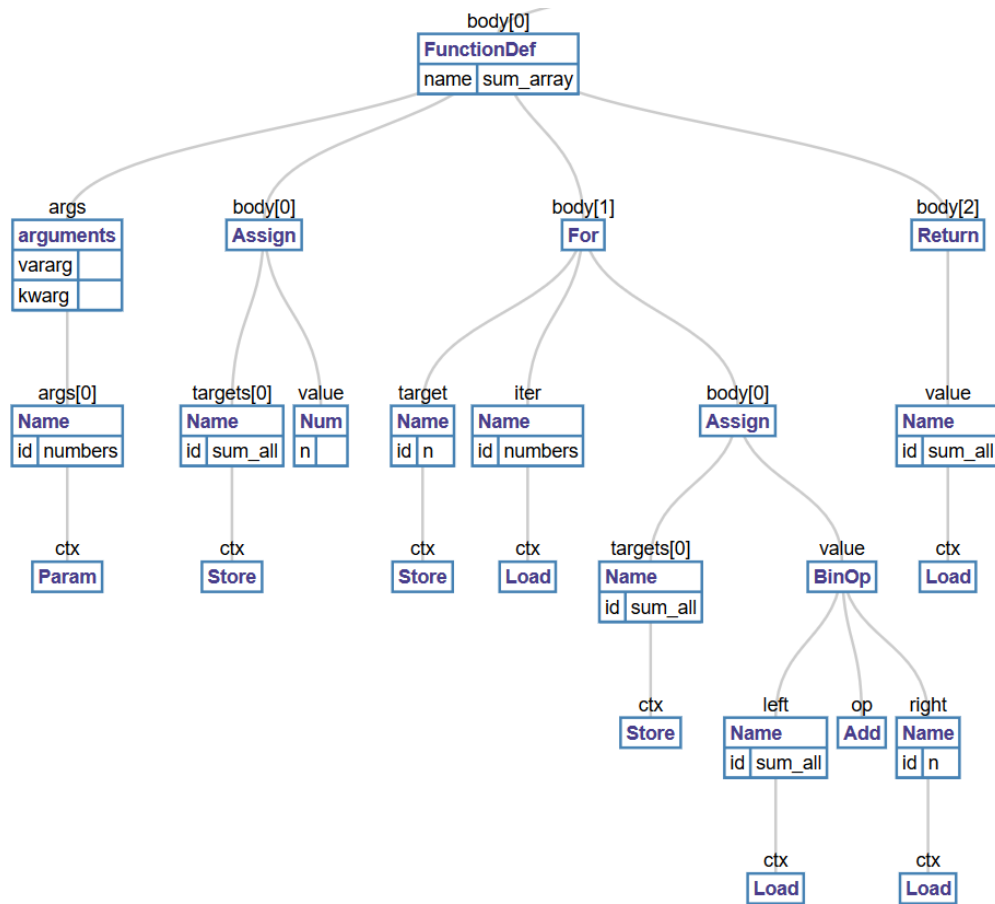 body[0]
FunctionDef
name sum_array
args body[0] body[1] body[2]
arguments Assign For Return
vararg
kwarg
args[0] targets[0] value target iter body[0] value
Name Name Num Name Name Assign Name
id numbers id sum_all n id n id numbers id sum_all
ctx ctx ctx ctx targets[0] value ctx
Param Store Store Load Name BinOp Load
id sum_all
ctx left op right
Store Name Add Name
id sum_all id n
ctx ctx
Load Load